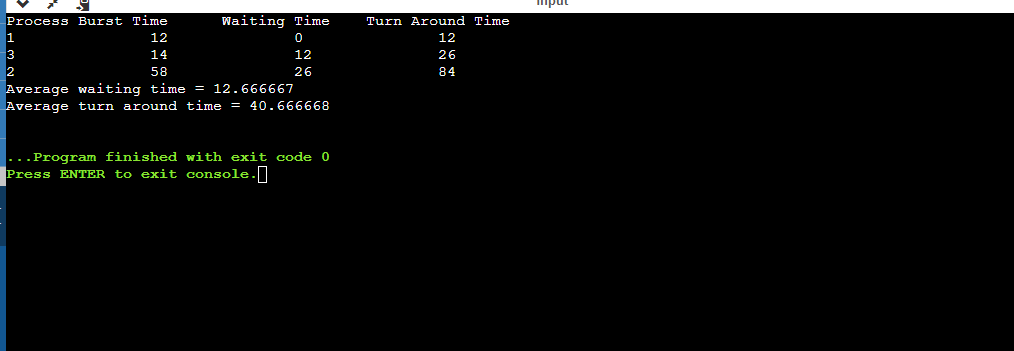 input
Process Burst Time Waiting Time Turn Around Time
1 12 0 12
3 14 12 26
2 58 26 84
Average waiting time = 12.666667
Average turn around time = 40.666668
...Program finished with exit code 0
Press ENTER to exit console.